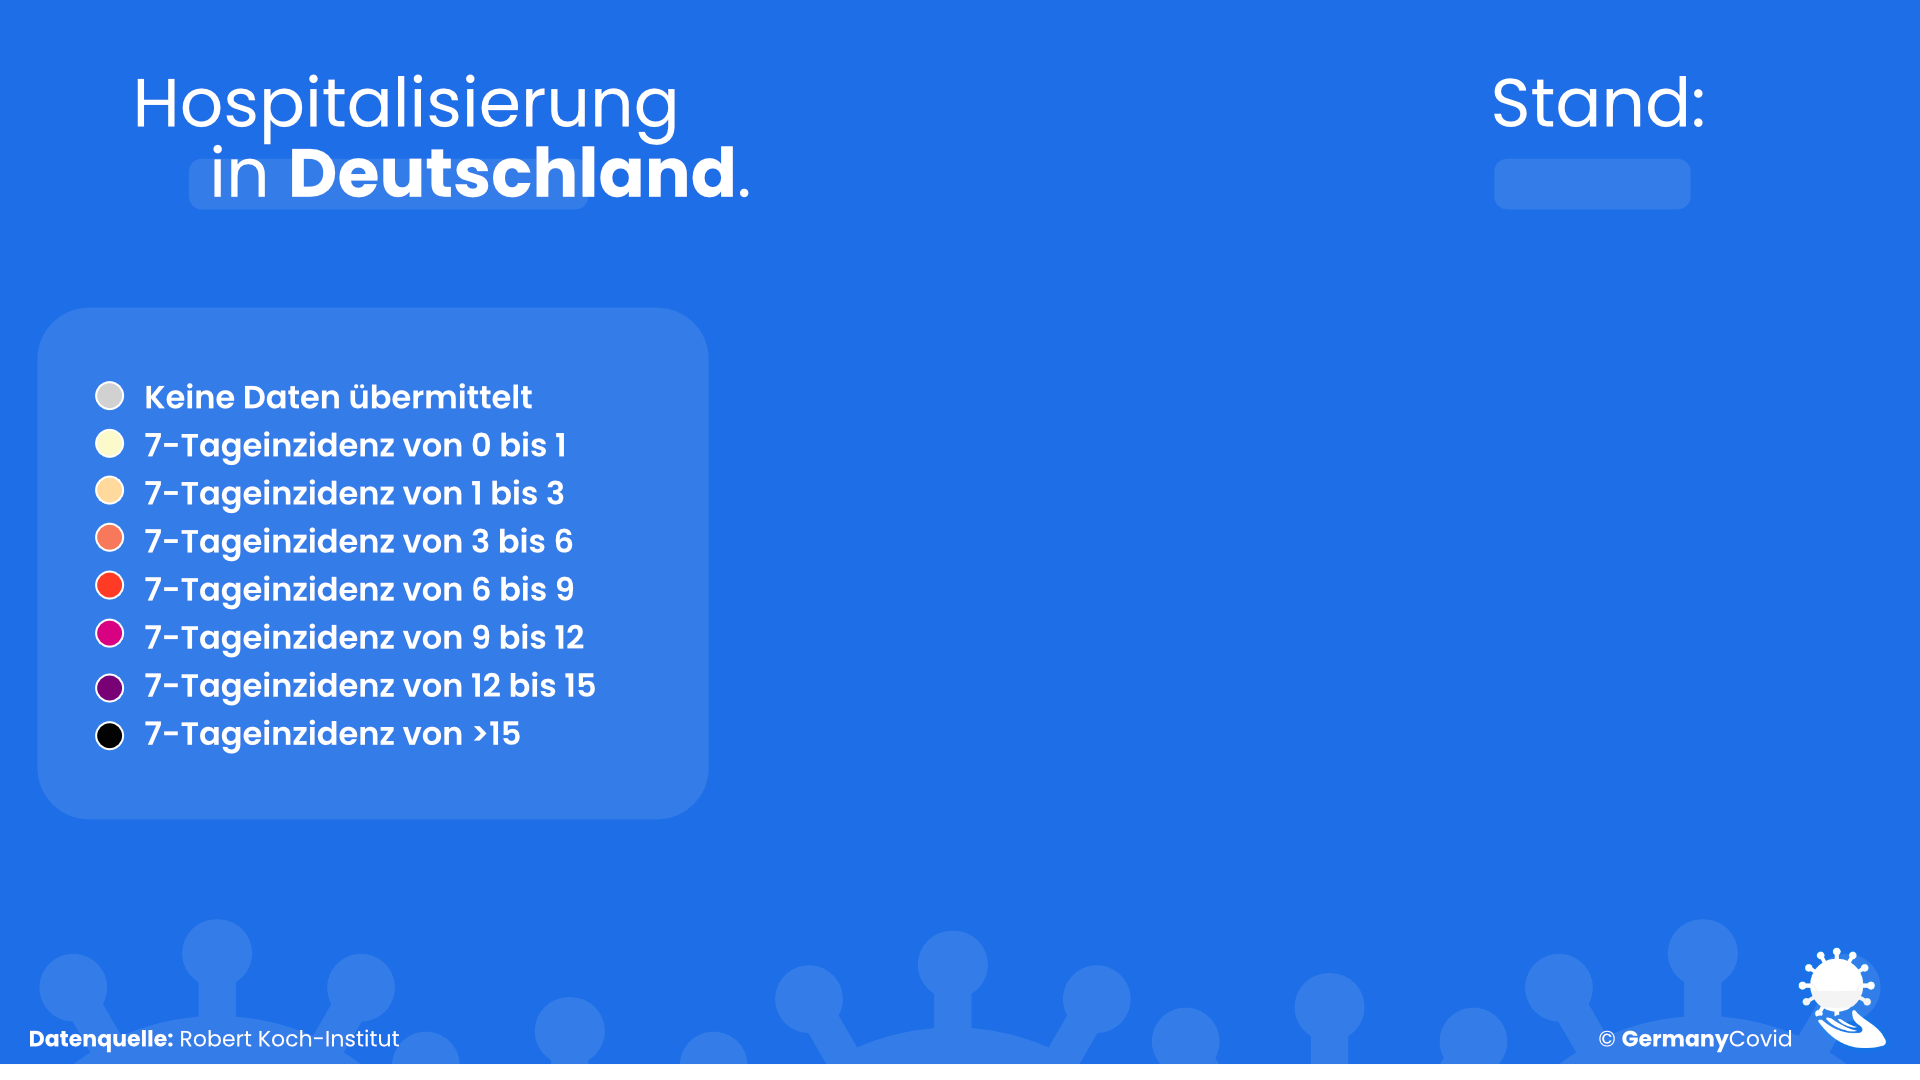 Hospitalisierung
in Deutschland.
Stand:
Keine Daten übermittelt
7-Tageinzidenz von 0 bis 1
7-Tageinzidenz von 1 bis 3
7-Tageinzidenz von 3 bis 6
7-Tageinzidenz von 6 bis 9
7-Tageinzidenz von 9 bis 12
7-Tageinzidenz von 12 bis 15
7-Tageinzidenz von >15
Datenquelle: Robert Koch-Institut
© GermanyCovid